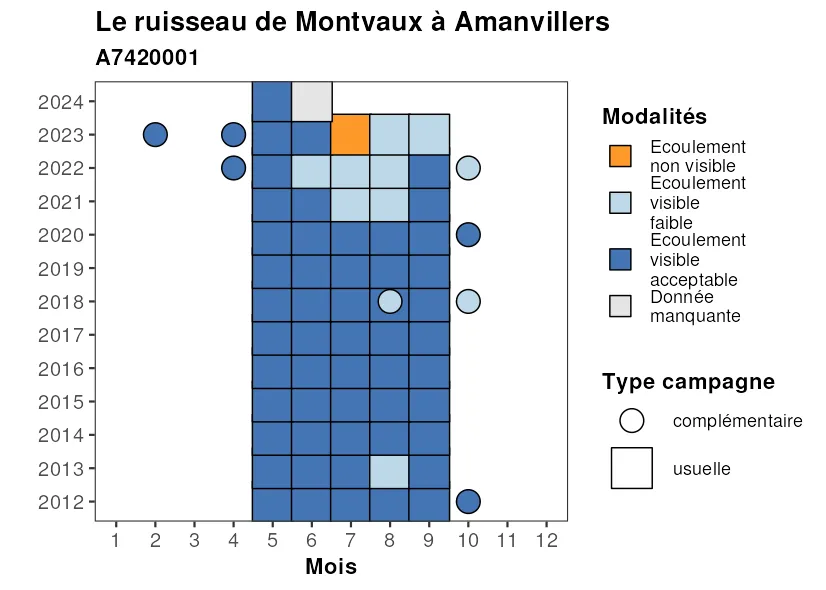 Le ruisseau de Montvaux à Amanvillers
A7420001
2024
2023
2022
2021
2020
2019
2018
2017
2016
2015
2014
2013
2012
1 2 3 4 5 6 7 8 9 10 11 12
Mois
Modalités
Ecoulement
non visible
Ecoulement
visible
faible
Ecoulement
visible
acceptable
Donnée
manquante
Type campagne
complémentaire
usuelle